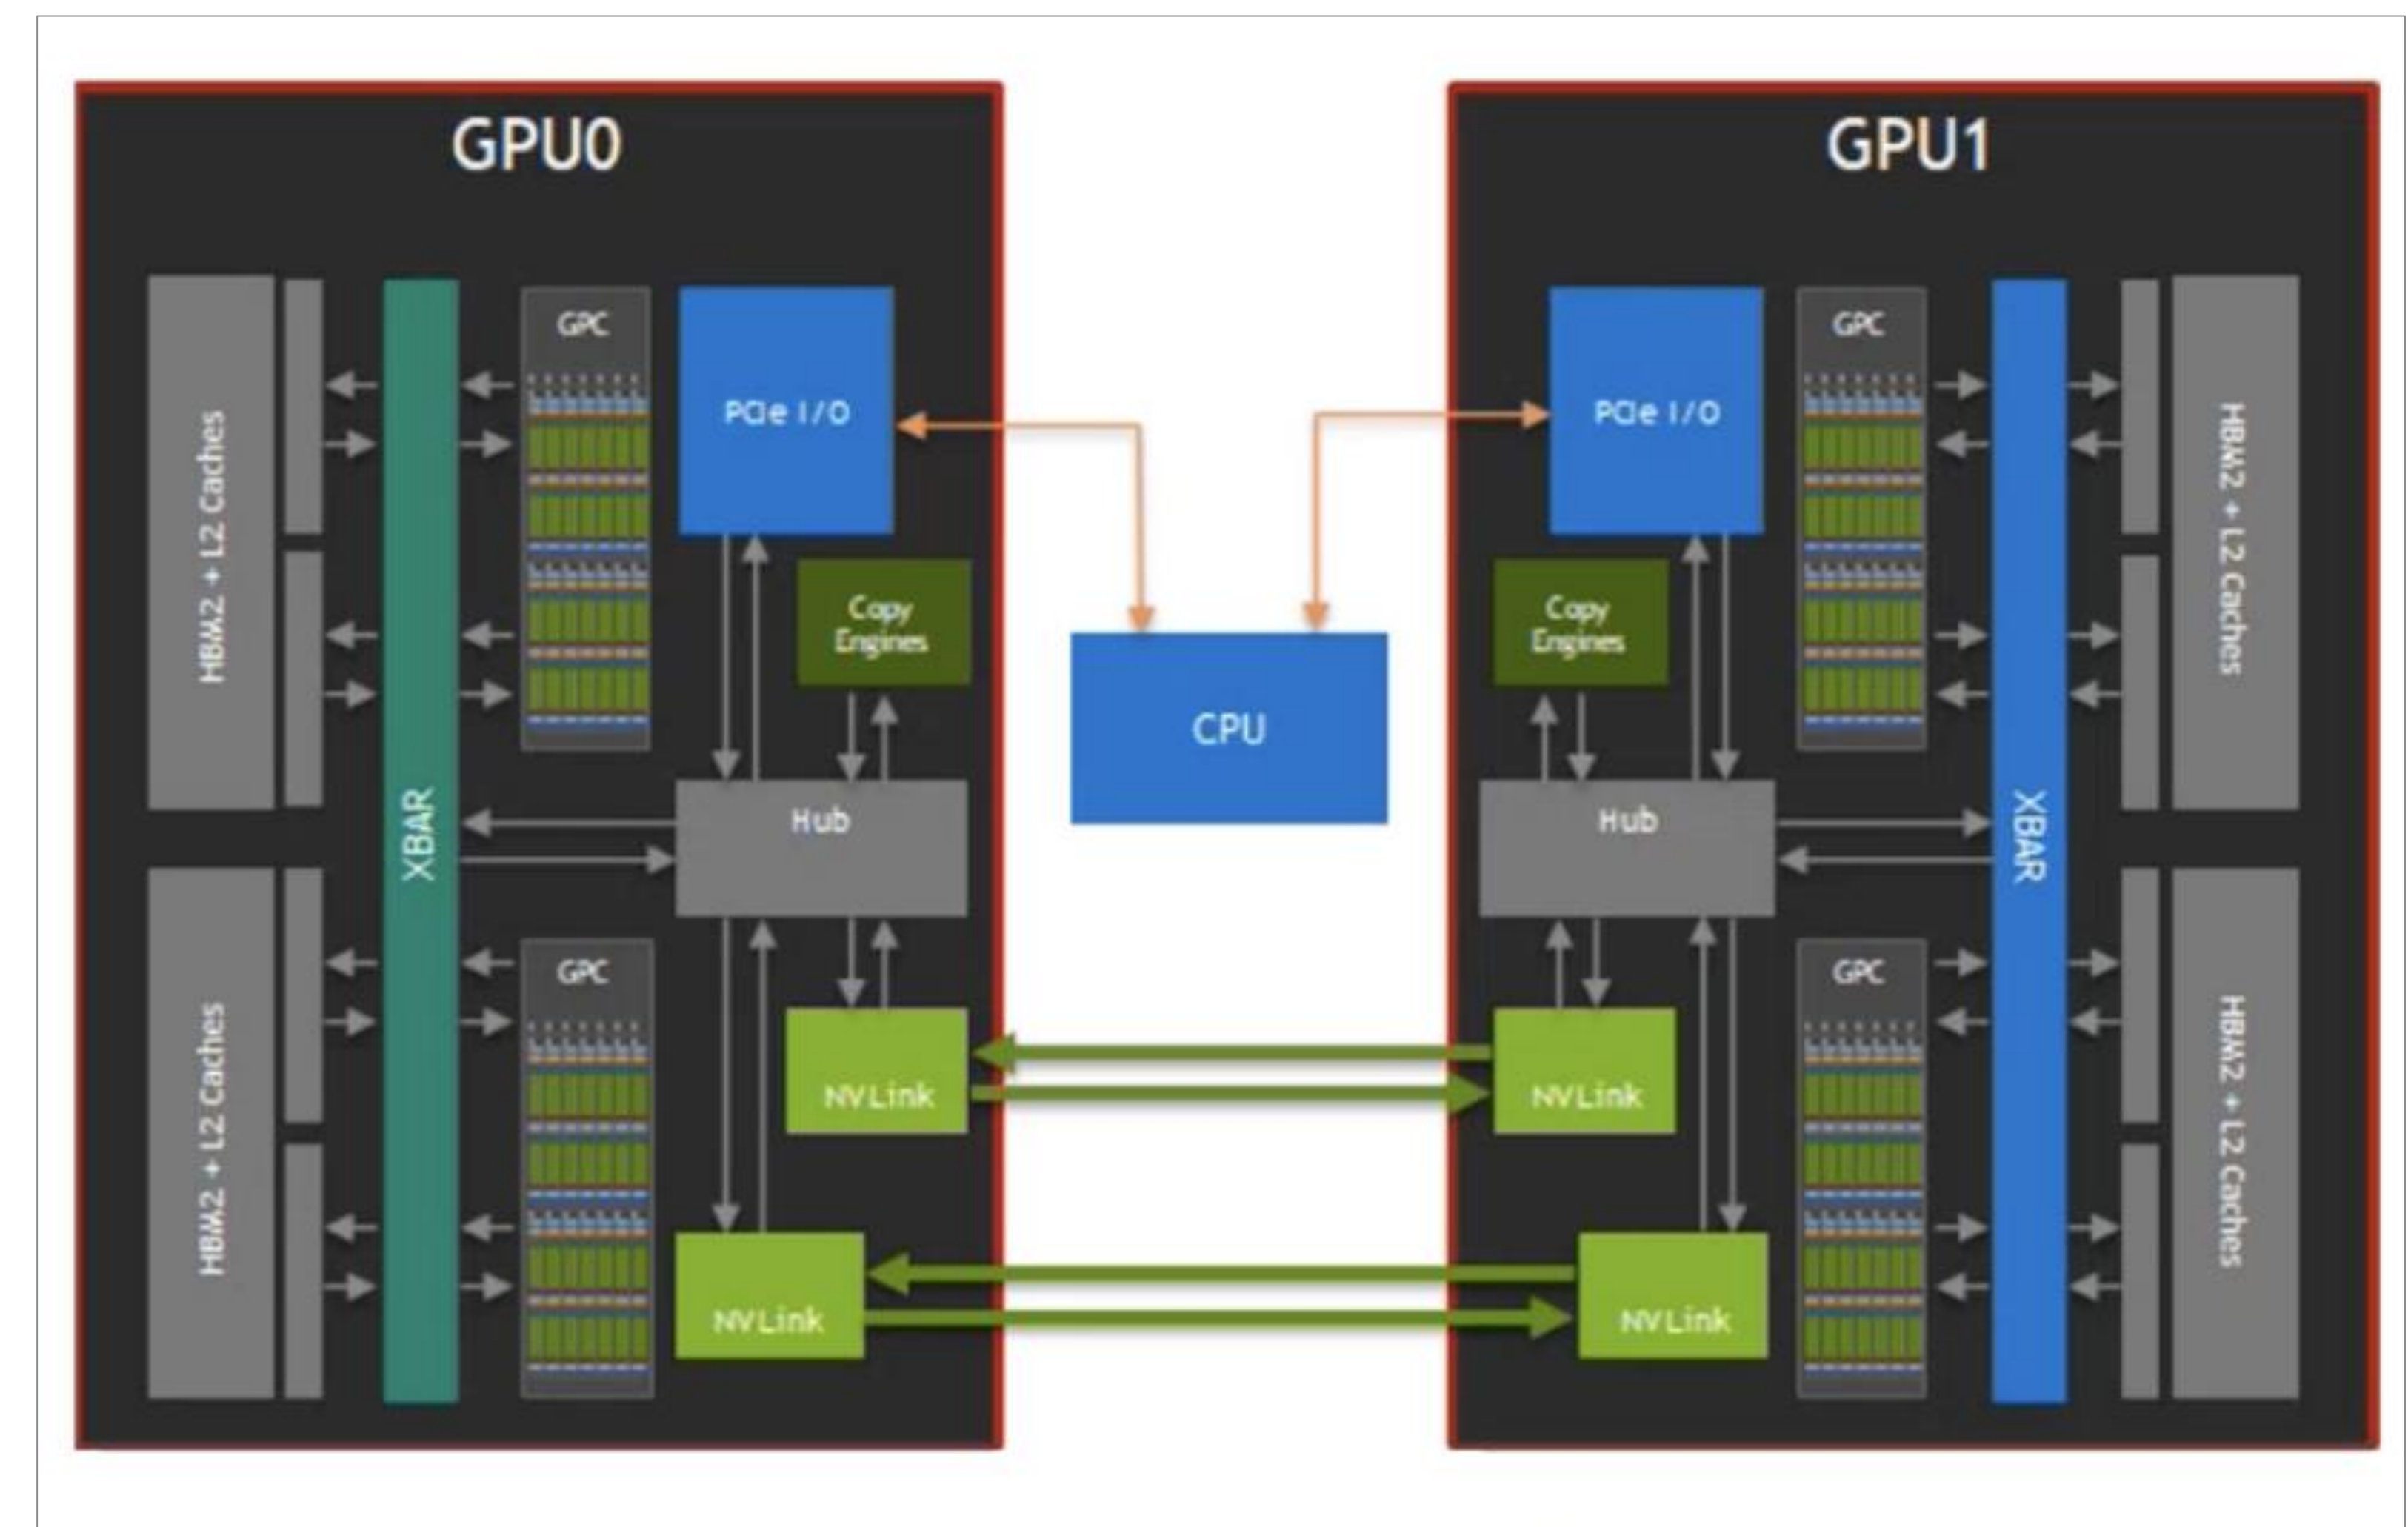 GPU0
HBM2 + L2 Caches
HBM2 + L2 Caches
XBAR
GPC
GPC
PCIe I/O
Copy
Engines
Hub
NVLink
NVLink
CPU
GPU1
PCIe I/O
Copy
Engines
Hub
NVLink
NVLink
GPC
GPC
XBAR
HBM2 + L2 Caches
HBM2 + L2 Caches